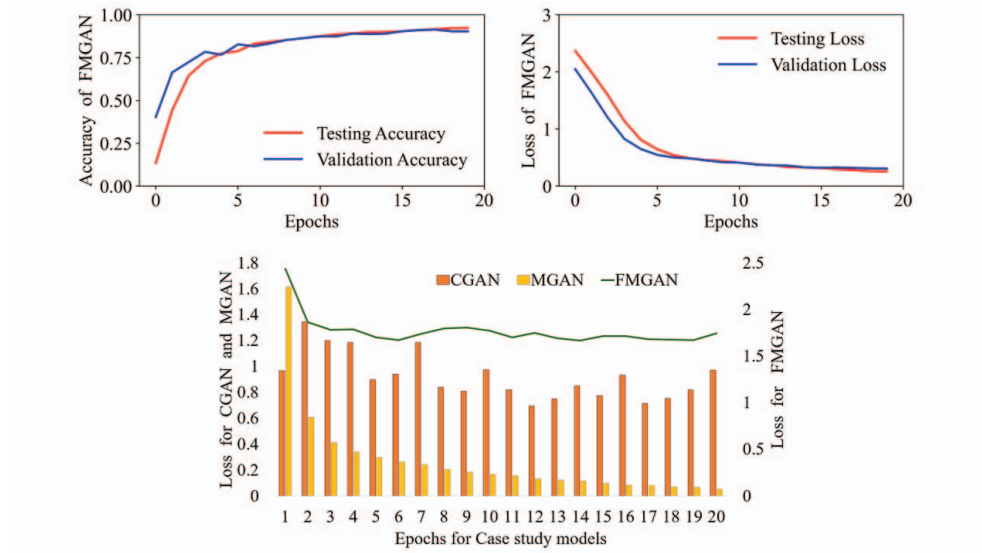 Accuracy of FMGAN
1.00
0.75
0.50
0.25
0.00
Testing Accuracy
Validation Accuracy
0 5 10 15 20
Epochs
Loss of FMGAN
3
2
1
0
Testing Loss
Validation Loss
0 5 10 15 20
Epochs
Loss for CGAN and MGAN
1.8
1.6
1.4
1.2
1
0.8
0.6
0.4
0.2
0
CGAN MGAN FMGAN
2.5
2
1.5
1
0.5
0
Loss for FMGAN
1 2 3 4 5 6 7 8 9 10 11 12 13 14 15 16 17 18 19 20
Epochs for Case study models